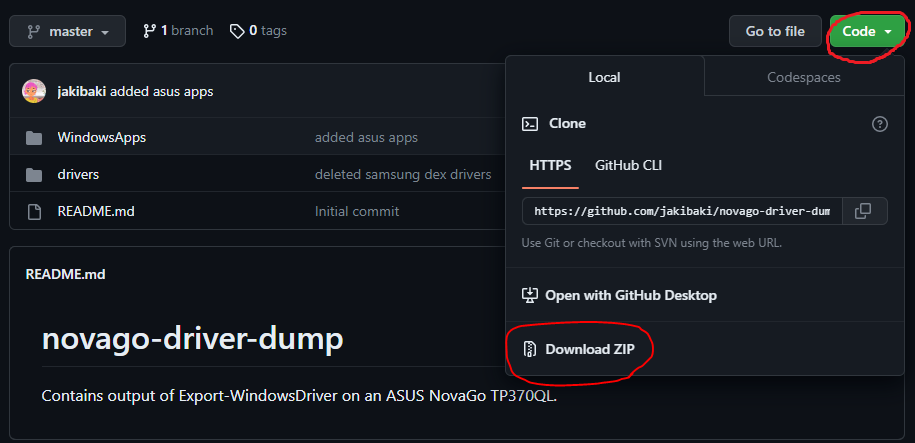 master
1 branch
0 tags
Go to file
Code
jakibaki added asus apps
WindowsApps
added asus apps
drivers
deleted samsung dex drivers
README.md
Initial commit
Local
Codespaces
Clone
HTTPS
GitHub CLI
https://github.com/jakibaki/novago-driver-dum
Use Git or checkout with SVN using the web URL.
Open with GitHub Desktop
Download ZIP
README.md
novago-driver-dump
Contains output of Export-WindowsDriver on an ASUS NovaGo TP370QL.